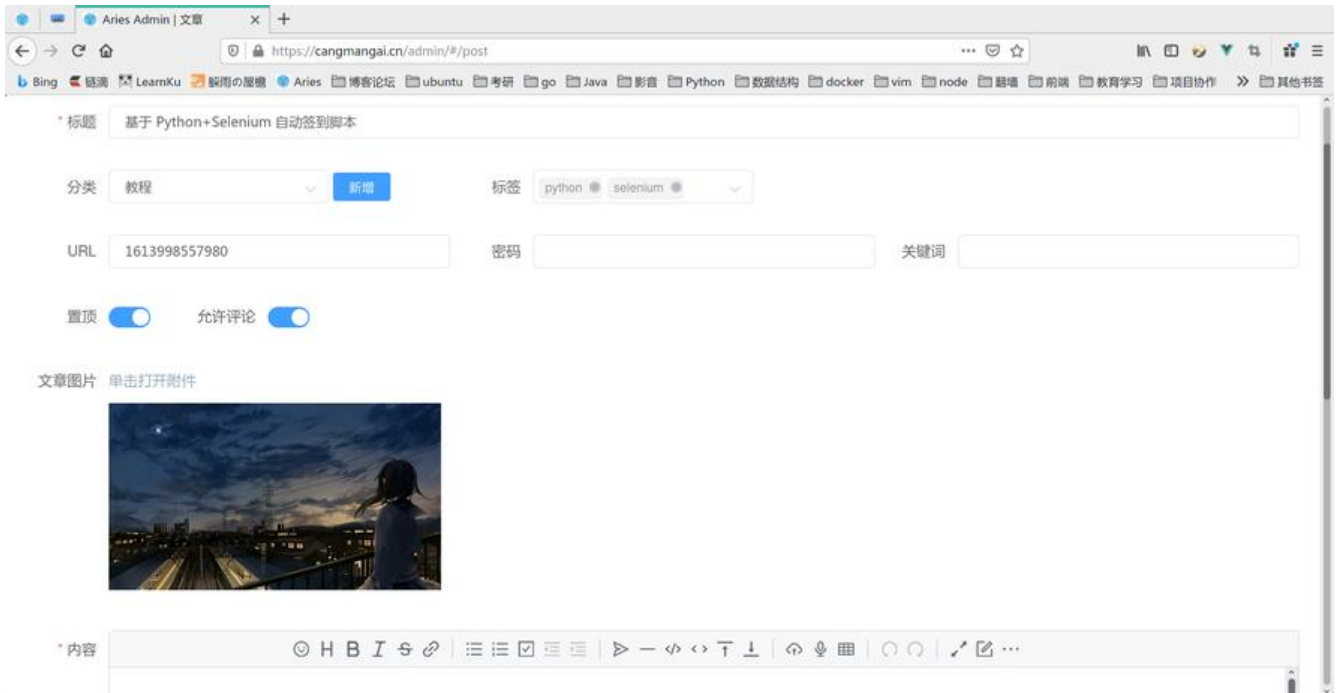 Aries Admin | 文章
https://cangmangai.cn/admin/#/post
Bing 链滴 LearnKu 躲雨の屋檐 Aries 博客论坛 ubuntu 考研 go Java 影音 Python 数据结构 docker vim node 翻墙 前端 教育学习 项目协作 其他书签
* 标题 基于 Python+Selenium 自动签到脚本
分类 教程 新增 标签 python selenium
URL 1613998557980 密码 关键词
置顶 允许评论
文章图片 单击打开附件
* 内容